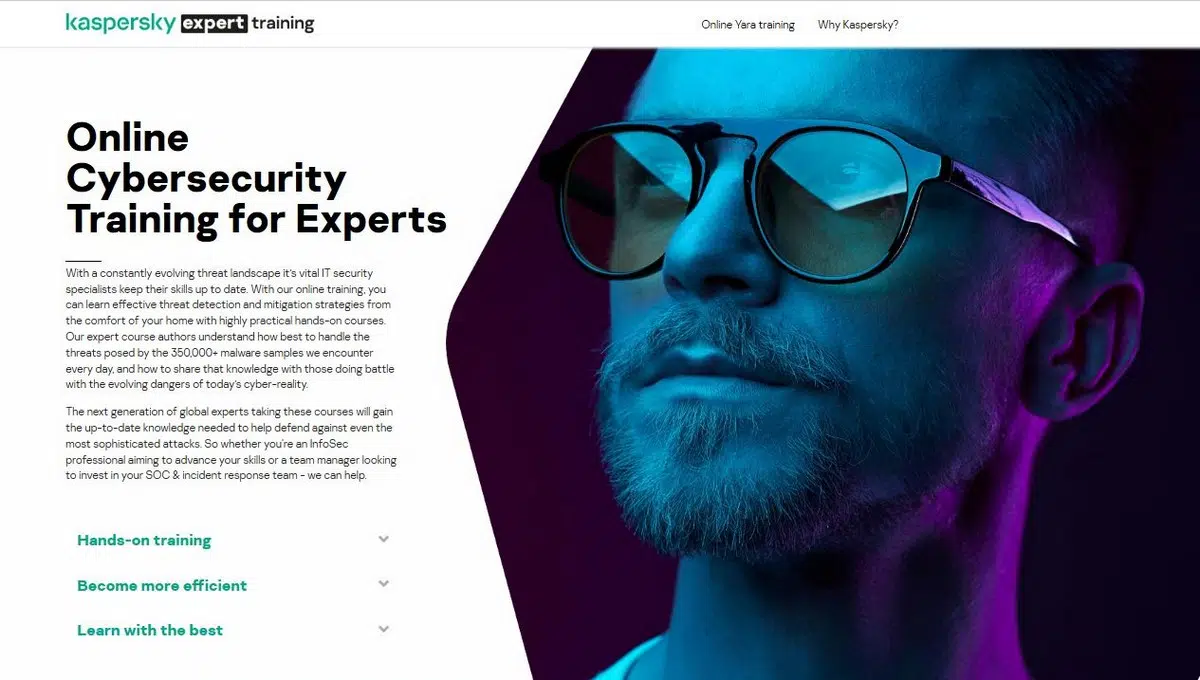 kaspersky expert training
Online Yara training
Why Kaspersky?
Online
Cybersecurity
Training for Experts
With a constantly evolving threat landscape it's vital IT security
specialists keep their skills up to date. With our online training, you
can learn effective threat detection and mitigation strategies from
the comfort of your home with highly practical hands-on courses.
Our expert course authors understand how best to handle the
threats posed by the 350,000+ malware samples we encounter
every day, and how to share that knowledge with those doing battle
with the evolving dangers of today's cyber-reality.
The next generation of global experts taking these courses will gain
the up-to-date knowledge needed to help defend against even the
most sophisticated attacks. So whether you're an InfoSec
professional aiming to advance your skills or a team manager looking
to invest in your SOC & incident response team - we can help.
Hands-on training
Become more efficient
Learn with the best